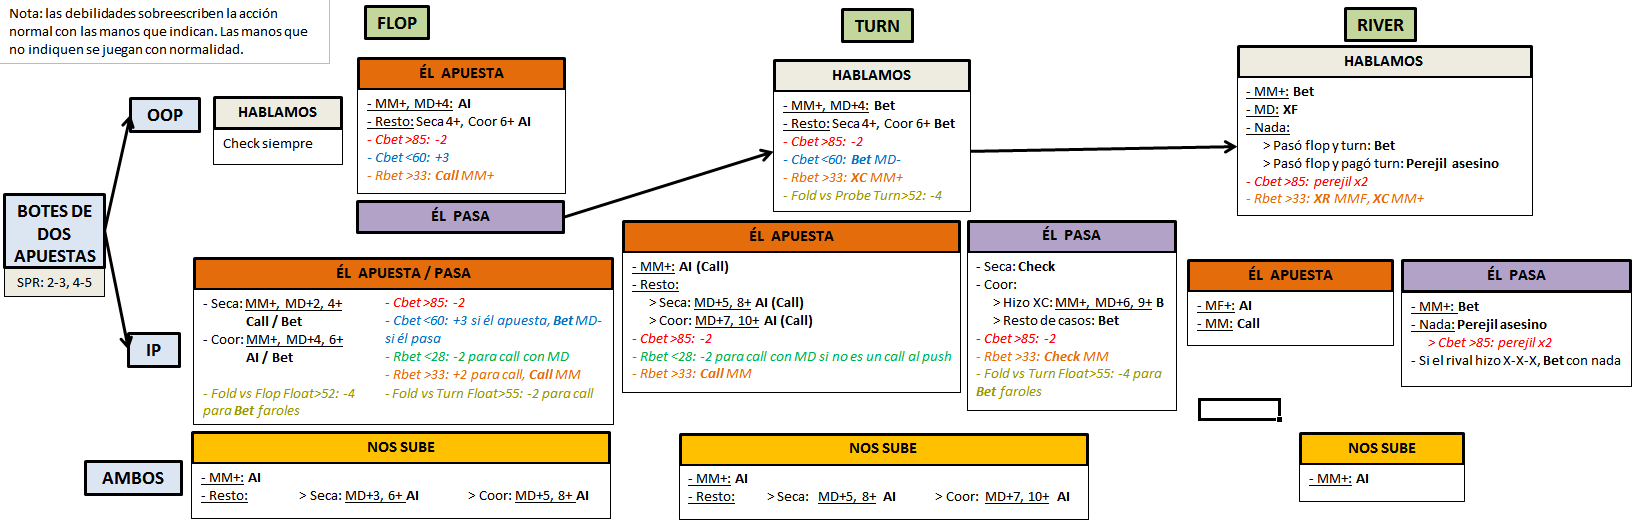 Nota: las debilidades sobreescriben la acción
normal con las manos que indican. Las manos que
no indiquen se juegan con normalidad.
FLOP
TURN
RIVER
BOTES DE
DOS
APUESTAS
SPR: 2-3, 4-5
OOP
HABLAMOS
Check siempre
ÉL APUESTA
- MM+, MD+4: AI
- Resto: Seca 4+, Coor 6+ AI
- Cbet >85: -2
- Cbet <60: +3
- Rbet >33: Call MM+
ÉL PASA
HABLAMOS
- MM+, MD+4: Bet
- Resto: Seca 4+, Coor 6+ Bet
- Cbet >85: -2
- Cbet <60: Bet MD-
- Rbet >33: XC MM+
- Fold vs Probe Turn>52: -4
HABLAMOS
- MM+: Bet
- MD: XF
- Nada:
> Pasó flop y turn: Bet
> Pasó flop y pagó turn: Perejil asesino
- Cbet >85: perejil x2
- Rbet >33: XR MMF, XC MM+
IP
ÉL APUESTA / PASA
- Seca: MM+, MD+2, 4+
Call / Bet
- Coor: MM+, MD+4, 6+
AI / Bet
- Fold vs Flop Float>52: -4
para Bet faroles
- Cbet >85: -2
- Cbet <60: +3 si él apuesta, Bet MD-
si él pasa
- Rbet <28: -2 para call con MD
- Rbet >33: +2 para call, Call MM
- Fold vs Turn Float>55: -2 para call
ÉL APUESTA
- MM+: AI (Call)
- Resto:
> Seca: MD+5, 8+ AI (Call)
> Coor: MD+7, 10+ AI (Call)
- Cbet >85: -2
- Rbet <28: -2 para call con MD si no es un call al push
- Rbet >33: Call MM
ÉL PASA
- Seca: Check
- Coor:
> Hizo XC: MM+, MD+6, 9+ B
> Resto de casos: Bet
- Cbet >85: -2
- Rbet >33: Check MM
- Fold vs Turn Float>55: -4 para
Bet faroles
ÉL APUESTA
- MF+: AI
- MM: Call
ÉL PASA
- MM+: Bet
- Nada: Perejil asesino
> Cbet >85: perejil x2
- Si el rival hizo X-X-X, Bet con nada
AMBOS
NOS SUBE
- MM+: AI
- Resto: > Seca: MD+3, 6+ AI > Coor: MD+5, 8+ AI
NOS SUBE
- MM+: AI
- Resto: > Seca: MD+5, 8+ AI > Coor: MD+7, 10+ AI
NOS SUBE
- MM+: AI